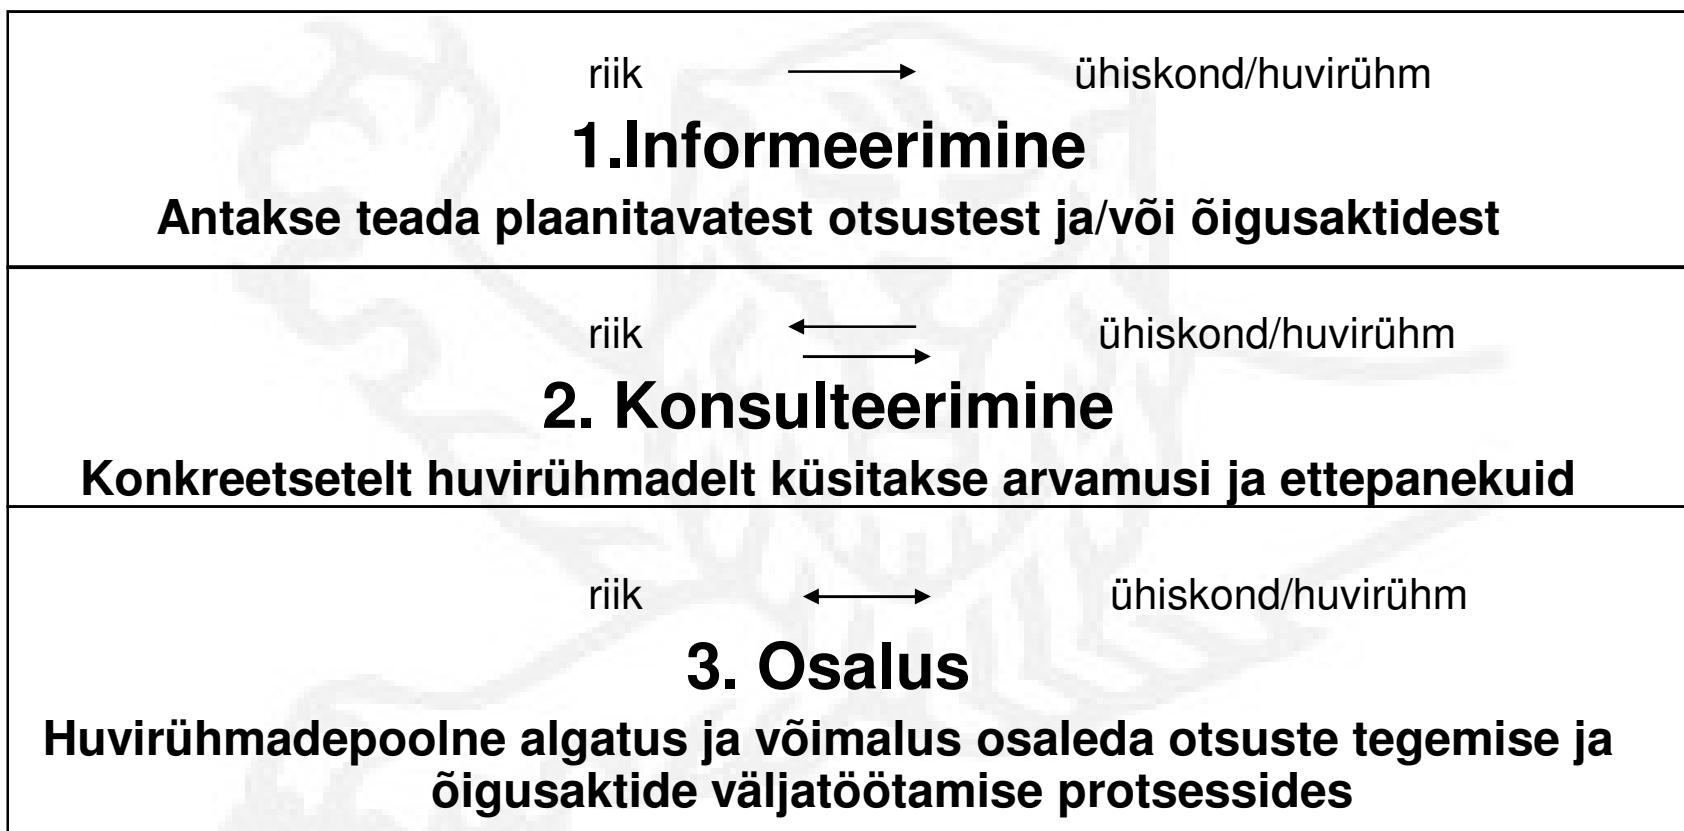 riik ühiskond/huvirühm
1.Informeerimine
Antakse teada plaanitavatest otsustest ja/või õigusaktidest
riik ühiskond/huvirühm
2. Konsulteerimine
Konkreetsetelt huvirühmadelt küsitakse arvamusi ja ettepanekuid
riik ühiskond/huvirühm
3. Osalus
Huvirühmadepoolne algatus ja võimalus osaleda otsuste tegemise ja
õigusaktide väljatöötamise protsessides